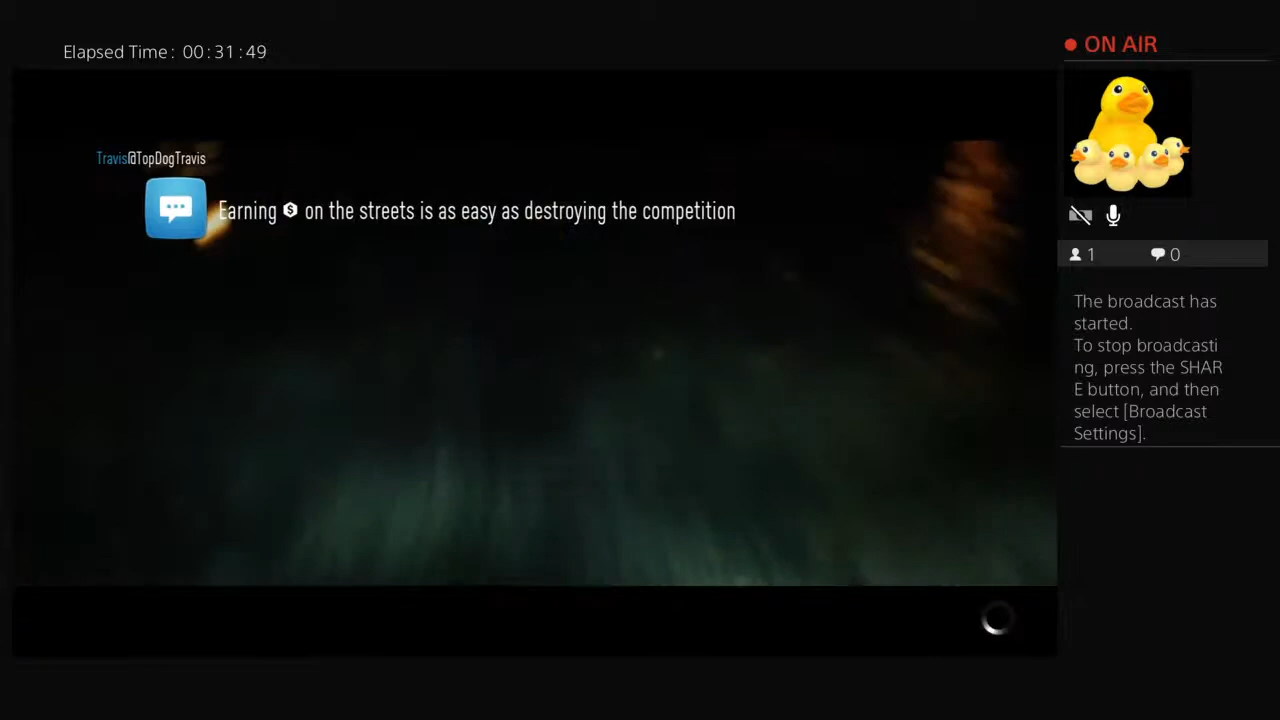 Elapsed Time: 00:31:49
ON AIR
Travis@TopDogTravis
Earning $ on the streets is as easy as destroying the competition
1 0
The broadcast has
started.
To stop broadcasti
ng, press the SHAR
E button, and then
select [Broadcast
Settings].